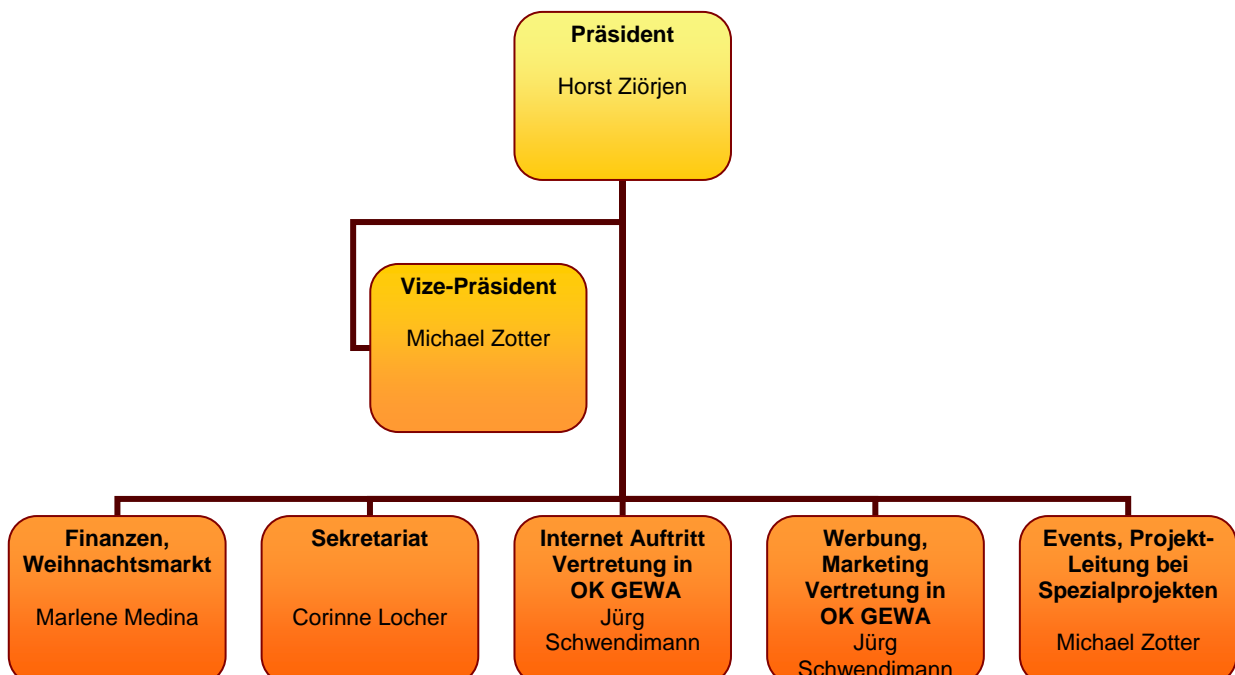 Präsident
Horst Ziörjen
Vize-Präsident
Michael Zotter
Finanzen,
Weihnachtsmarkt
Marlene Medina
Sekretariat
Corinne Locher
Internet Auftritt
Vertretung in
OK GEWA
Jürg
Schwendimann
Werbung,
Marketing
Vertretung in
OK GEWA
Jürg
Schwendimann
Events, Projekt-
Leitung bei
Spezialprojekten
Michael Zotter